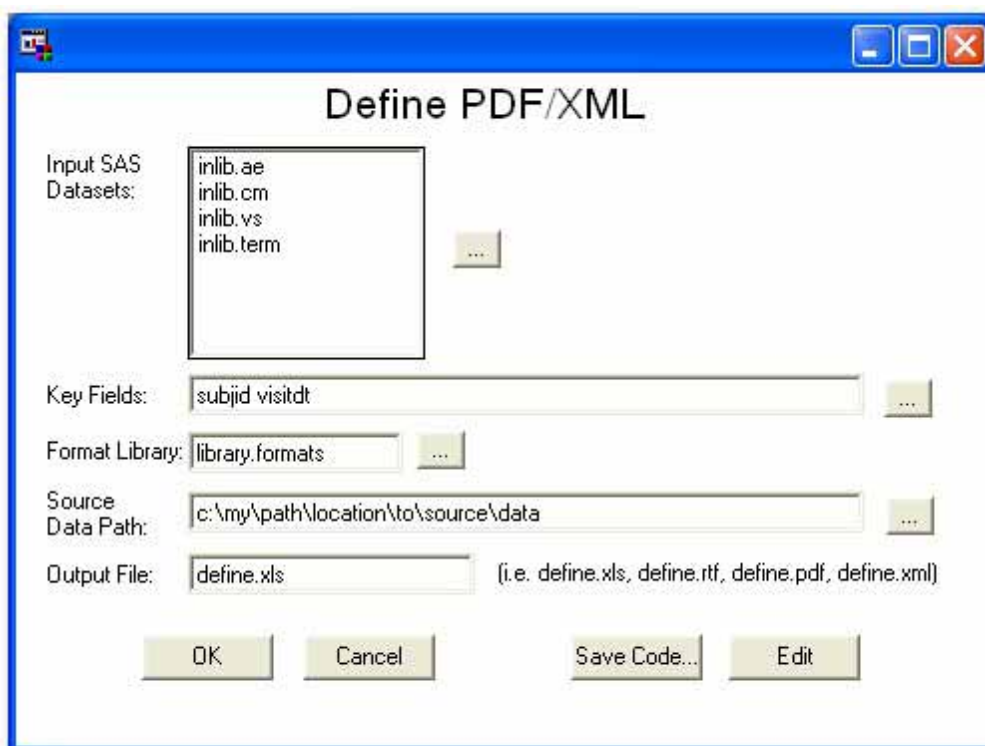 Define PDF/XML
Input SAS
Datasets:
inlib.ae
inlib.cm
inlib.vs
inlib.term
...
Key Fields:
subjid visitdt
...
Format Library:
library.formats
...
Source
Data Path:
c:\my\path\location\to\source\data
...
Output File:
define.xls
(i.e. define.xls, define.rtf, define.pdf, define.xml)
OK
Cancel
Save Code...
Edit